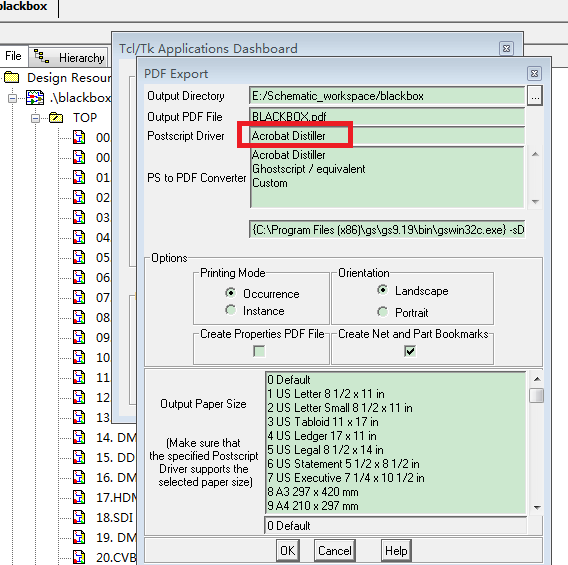 blackbox
File
Hierarchy
Tcl/Tk Applications Dashboard
Design Resour
.\blackbox
TOP
00.
01.
02.
03.
04.
05.
06.
07.
08.
09.
10.
11.
12.
13.
14. DM
15. DD
16. DM
17.HDM
18.SDI
19. DM
20.CVB
PDF Export
Output Directory
E:/Schematic_workspace/blackbox
...
Output PDF File
BLACKBOX.pdf
Postscript Driver
Acrobat Distiller
PS to PDF Converter
Acrobat Distiller
Ghostscript / equivalent
Custom
{C:\Program Files (x86)\gs\gs9.19\bin\gswin32c.exe} -sD
Options
Printing Mode
Occurrence
Instance
Orientation
Landscape
Portrait
Create Properties PDF File
Create Net and Part Bookmarks
Output Paper Size
(Make sure that
the specified Postscript
Driver supports the
selected paper size)
0 Default
1 US Letter 8 1/2 x 11 in
2 US Letter Small 8 1/2 x 11 in
3 US Tabloid 11 x 17 in
4 US Ledger 17 x 11 in
5 US Legal 8 1/2 x 14 in
6 US Statement 5 1/2 x 8 1/2 in
7 US Executive 7 1/4 x 10 1/2 in
8 A3 297 x 420 mm
9 A4 210 x 297 mm
0 Default
OK
Cancel
Help